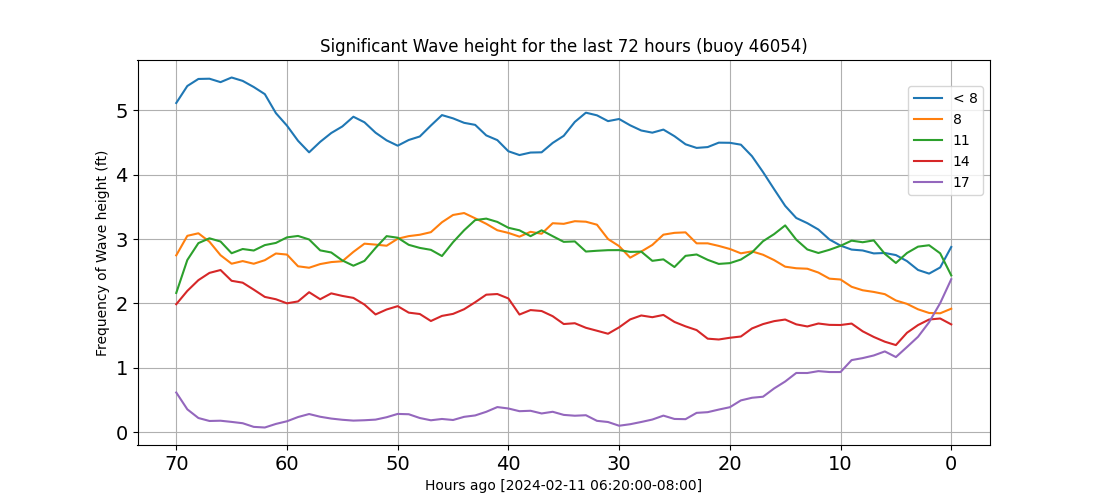 Significant Wave height for the last 72 hours (buoy 46054)
Frequency of Wave height (ft)
5
4
3
2
1
0
< 8
8
11
14
17
70 60 50 40 30 20 10 0
Hours ago [2024-02-11 06:20:00-08:00]